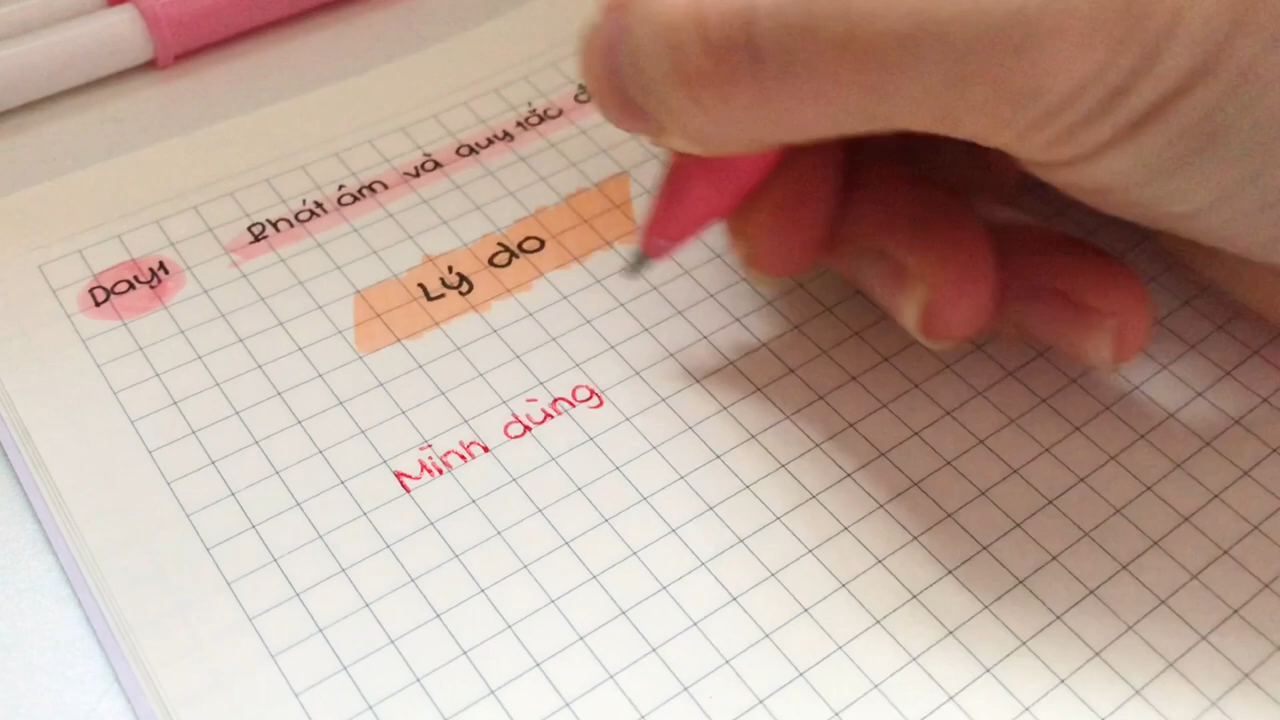 Day1
Phát âm và quy tắc
Lý do
Mình dùng